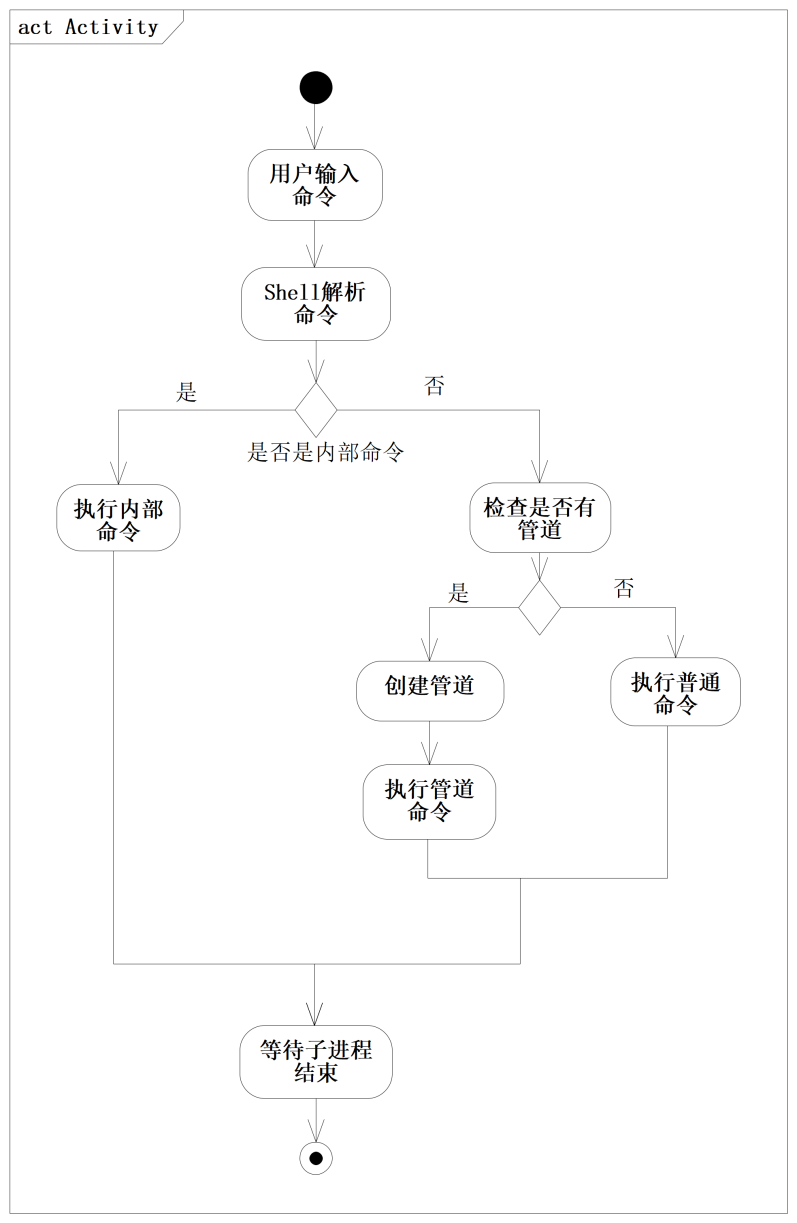 act Activity
用户输入
命令
Shell解析
命令
是
否
是否是内部命令
执行内部
命令
检查是否有
管道
是
否
创建管道
执行普通
命令
执行管道
命令
等待子进程
结束